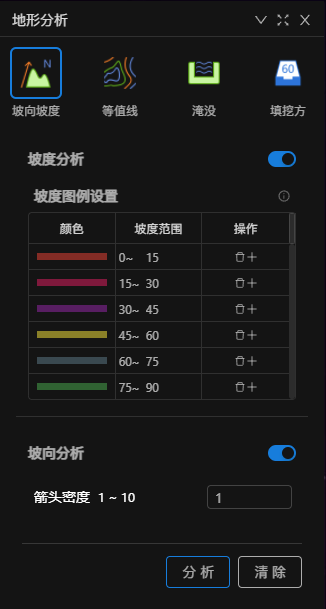 地形分析
N
60
坡向坡度 等值线 淹没 填挖方
坡度分析
坡度图例设置
颜色 坡度范围 操作
0~ 15
15~ 30
30~ 45
45~ 60
60~ 75
75~ 90
坡向分析
箭头密度 1 ~ 10 1
分 析 清 除